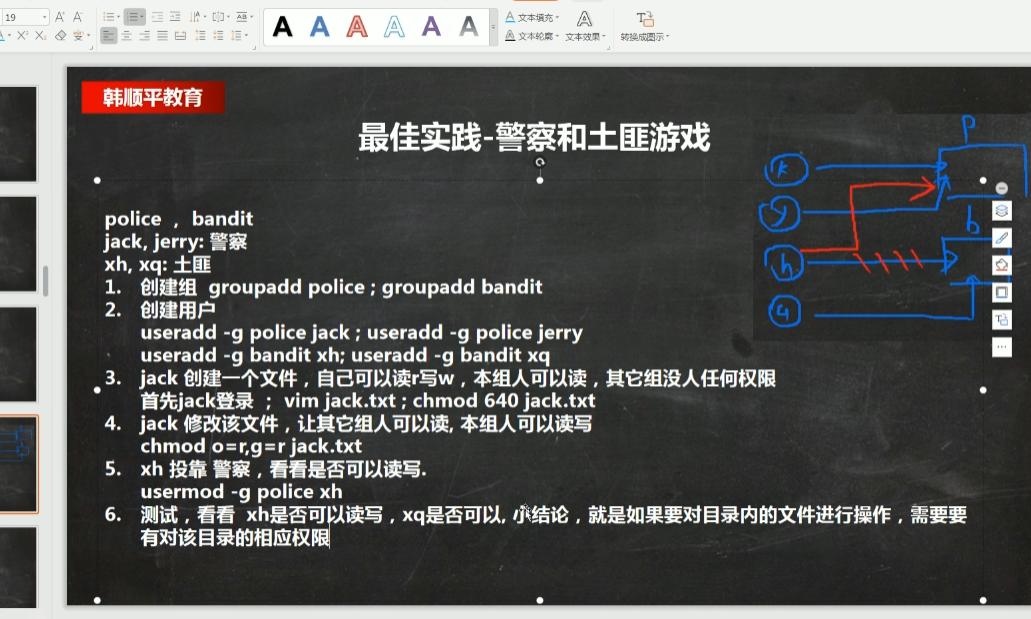 19
文本填充
文本轮廓
文本效果
转换成图示
韩顺平教育
最佳实践-警察和土匪游戏
police ， bandit
jack, jerry: 警察
xh, xq: 土匪
1. 创建组 groupadd police ; groupadd bandit
2. 创建用户
useradd -g police jack ; useradd -g police jerry
useradd -g bandit xh; useradd -g bandit xq
3. jack 创建一个文件，自己可以读r写w，本组人可以读，其它组没人任何权限
首先jack登录 ； vim jack.txt ; chmod 640 jack.txt
4. jack 修改该文件，让其它组人可以读, 本组人可以读写
chmod o=r,g=r jack.txt
5. xh 投靠 警察，看看是否可以读写.
usermod -g police xh
6. 测试，看看 xh是否可以读写，xq是否可以, 小结论，就是如果要对目录内的文件进行操作，需要要
有对该目录的相应权限
P
k
y
b
h